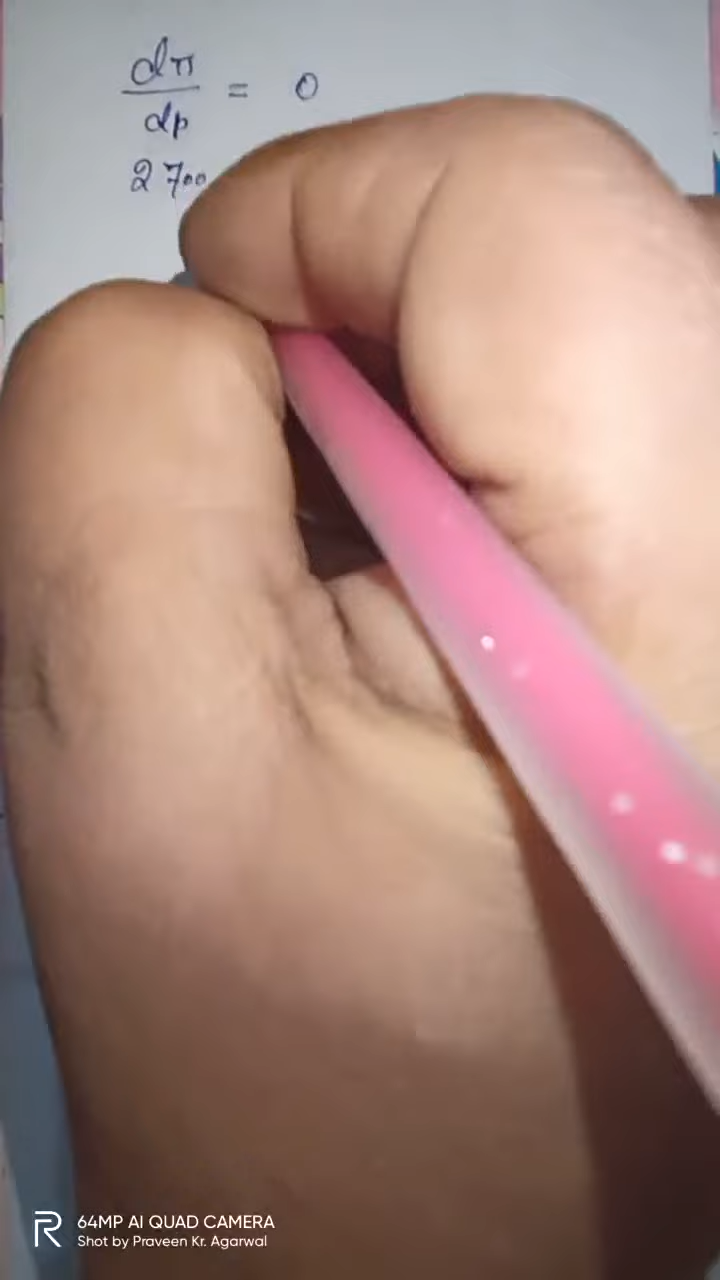 dπ
dp = 0
2700
64MP AI QUAD CAMERA
Shot by Praveen Kr. Agarwal